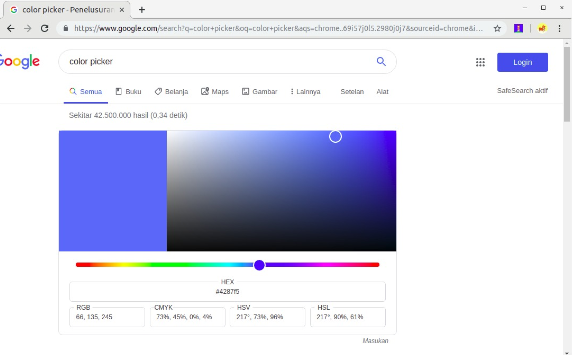 color picker - Penelusuran
https://www.google.com/search?q=color+picker&oq=color+picker&aqs=chrome..69i57j0l5.2980j0j7&sourceid=chrome&i...
Google
color picker
Login
Semua Buku Belanja Maps Gambar Lainnya Setelan Alat
SafeSearch aktif
Sekitar 42.500.000 hasil (0,34 detik)
HEX
#4287f5
RGB CMYK HSV HSL
66, 135, 245 73%, 45%, 0%, 4% 217°, 73%, 96% 217°, 90%, 61%
Masukan